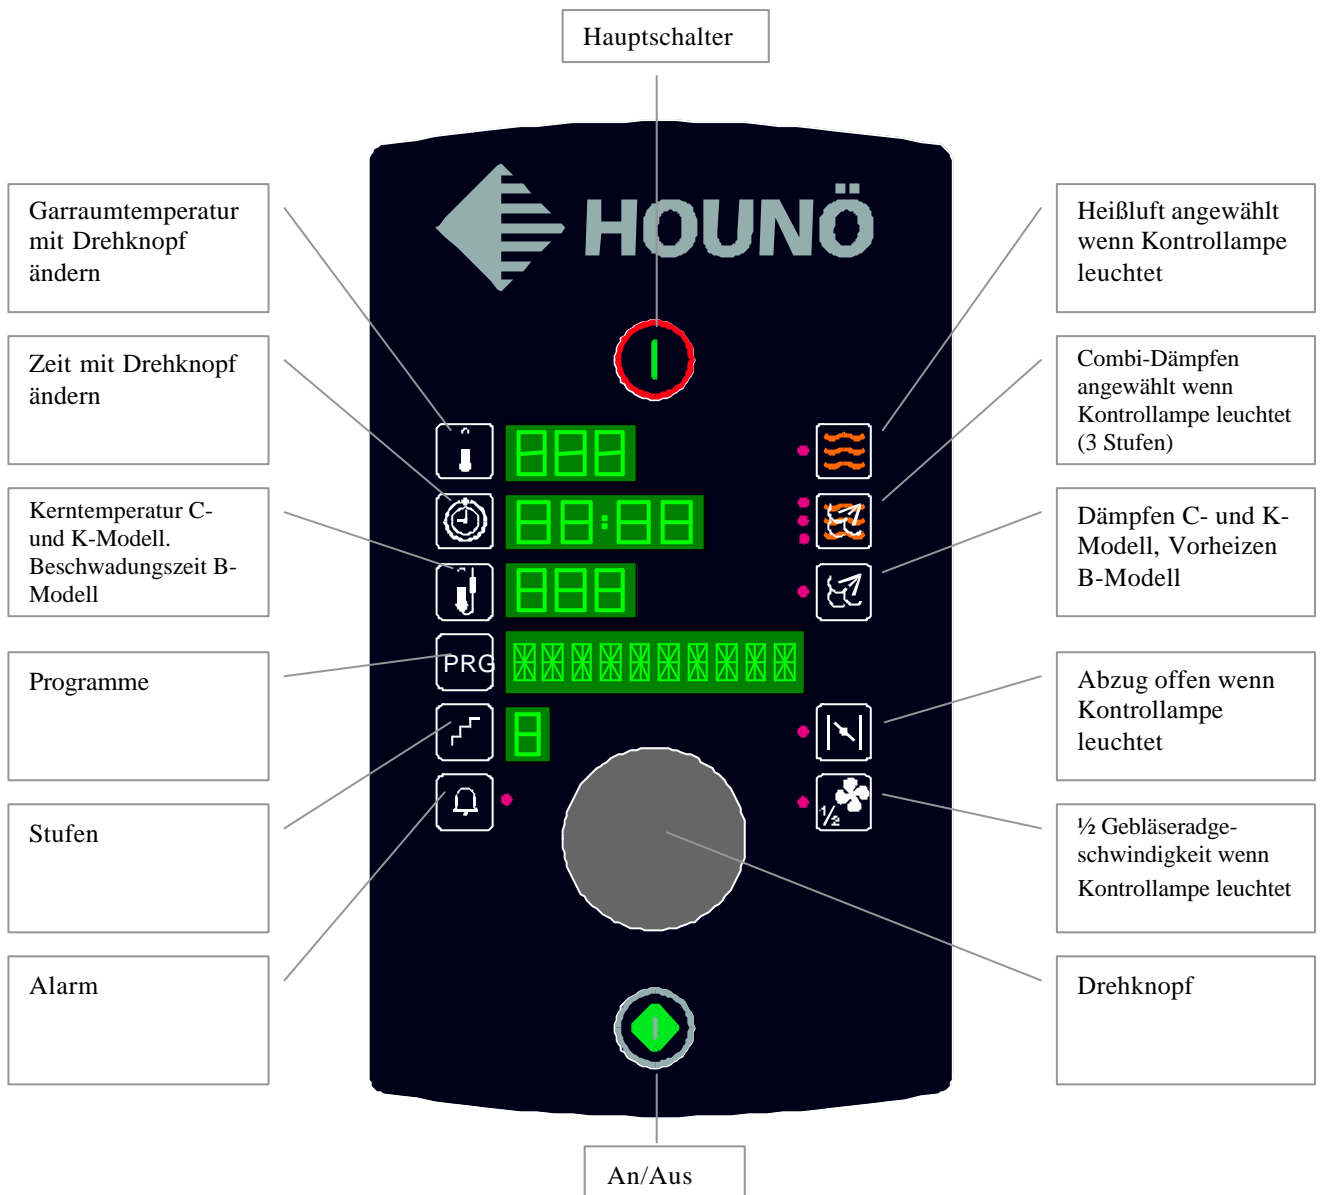 Hauptschalter
HOUNÖ
Garraumtemperatur
mit Drehknopf
ändern
Zeit mit Drehknopf
ändern
Kerntemperatur C-
und K-Modell.
Beschwadungszeit B-
Modell
Programme
Stufen
Alarm
PRG
1/2
Heißluft angewählt
wenn Kontrollampe
leuchtet
Combi-Dämpfen
angewählt wenn
Kontrollampe leuchtet
(3 Stufen)
Dämpfen C- und K-
Modell, Vorheizen
B-Modell
Abzug offen wenn
Kontrollampe
leuchtet
½ Gebläseradge-
schwindigkeit wenn
Kontrollampe leuchtet
Drehknopf
An/Aus